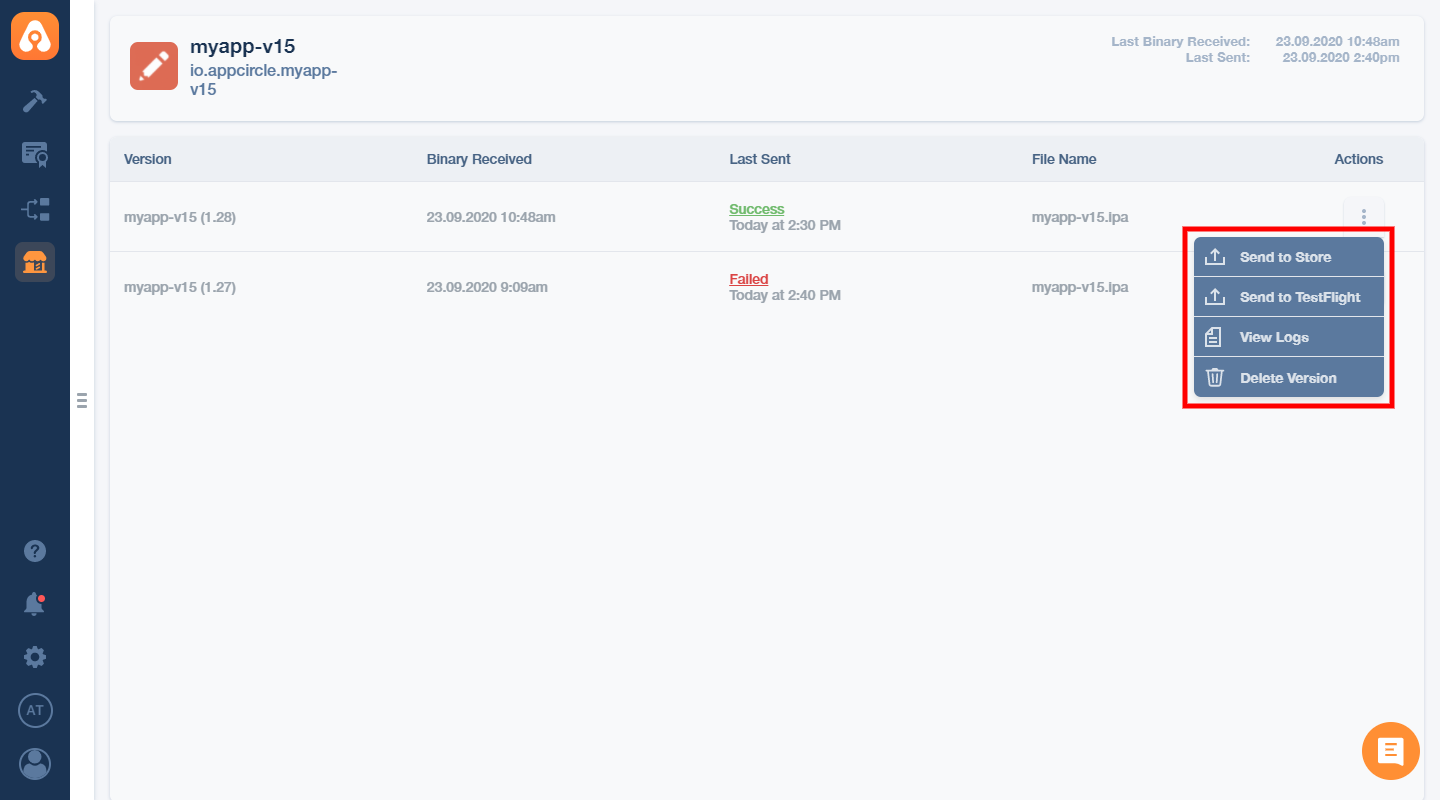 myapp-v15
io.appcircle.myapp-
v15
Last Binary Received: 23.09.2020 10:48am
Last Sent: 23.09.2020 2:40pm
Version Binary Received Last Sent File Name Actions
myapp-v15 (1.28) 23.09.2020 10:48am Success myapp-v15.ipa
Today at 2:30 PM
Send to Store
myapp-v15 (1.27) 23.09.2020 9:09am Failed myapp-v15.ipa
Today at 2:40 PM
Send to TestFlight
View Logs
Delete Version
?
AT